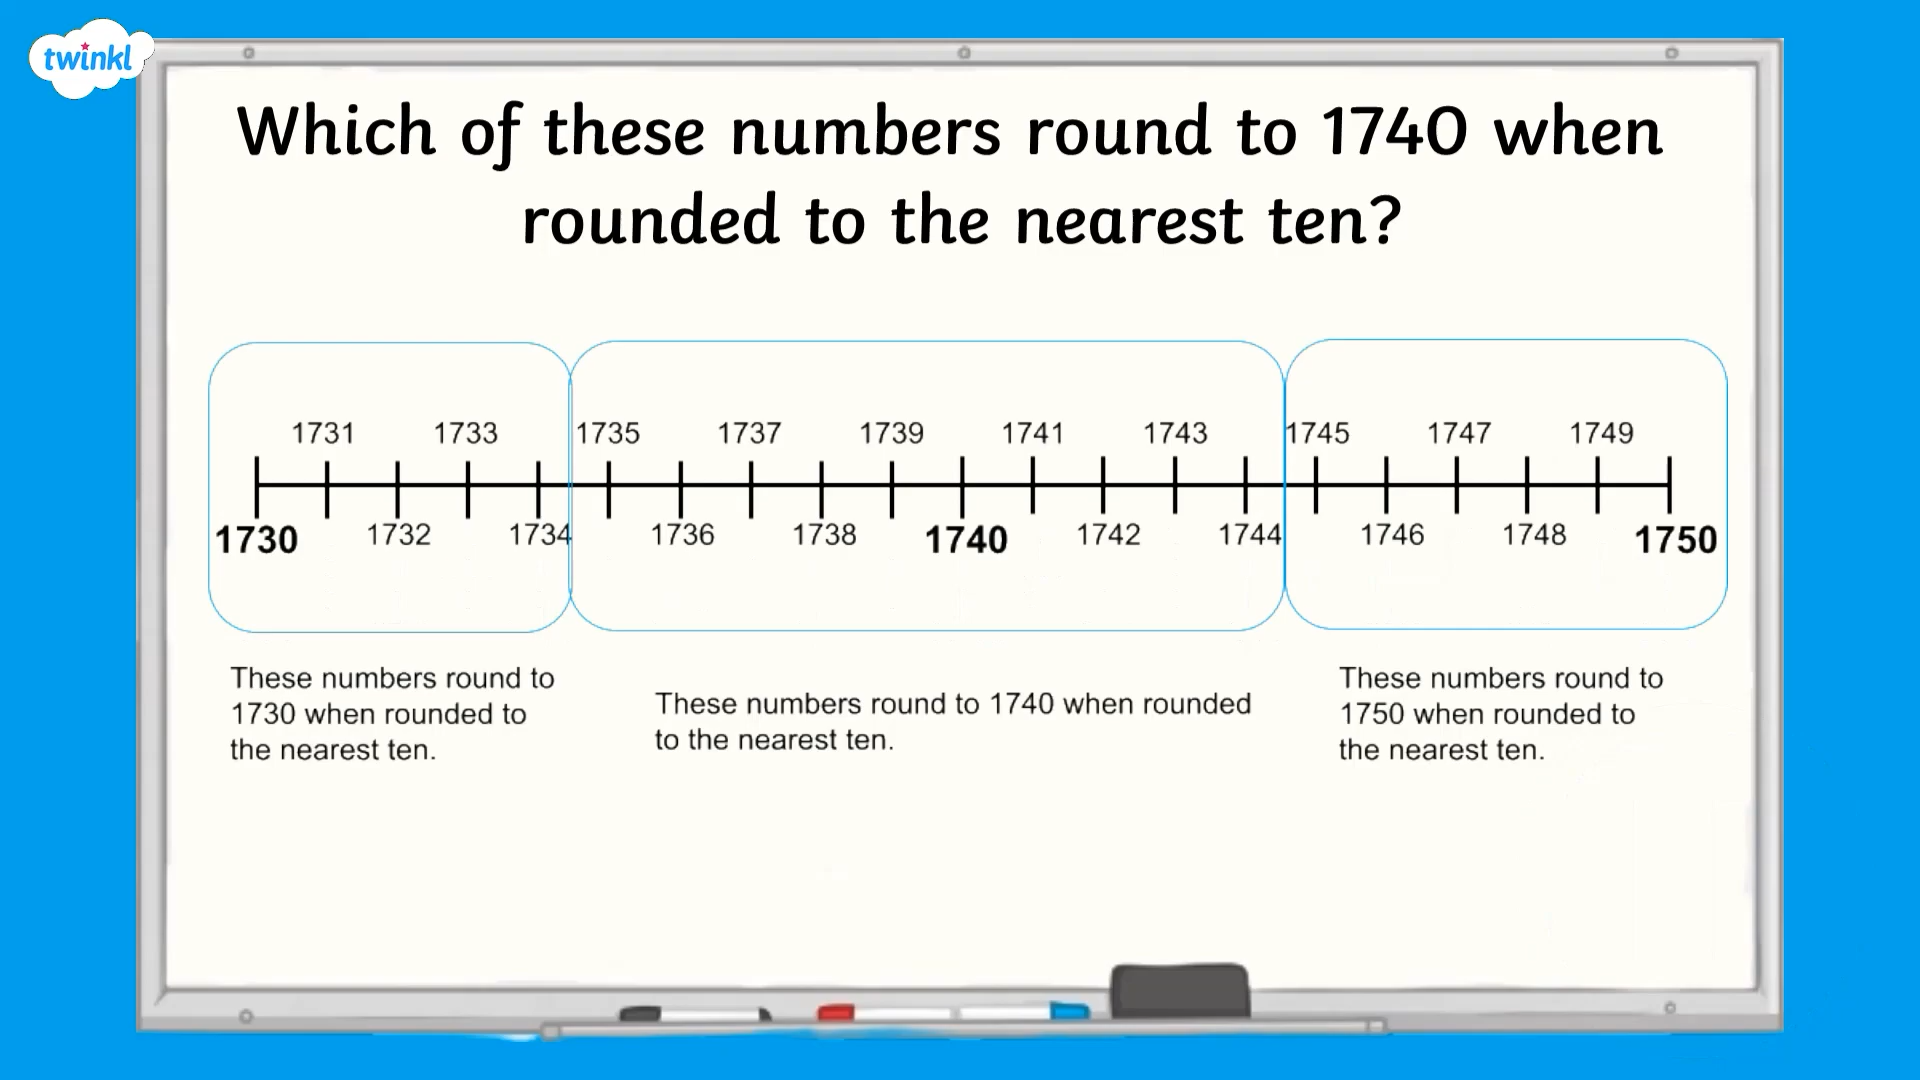 twinkl
Which of these numbers round to 1740 when
rounded to the nearest ten?
1731 1733 1735 1737 1739 1741 1743 1745 1747 1749
1730 1732 1734 1736 1738 1740 1742 1744 1746 1748 1750
These numbers round to
1730 when rounded to
the nearest ten.
These numbers round to 1740 when rounded
to the nearest ten.
These numbers round to
1750 when rounded to
the nearest ten.